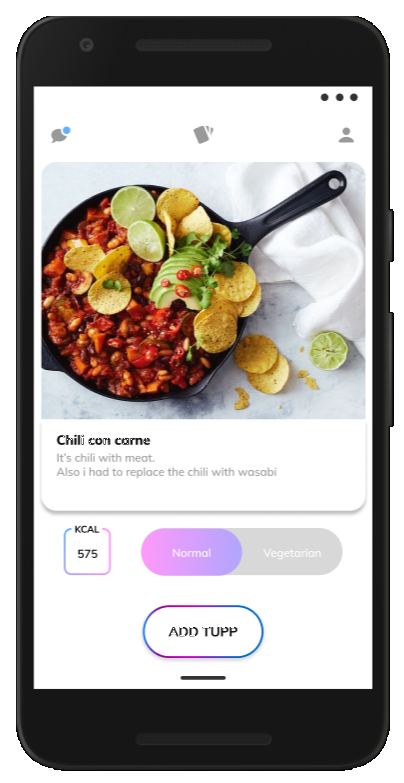 Chili con carne
It's chili with meat.
Also i had to replace the chili with wasabi
KCAL
575
Normal
Vegetarian
ADD TUPP